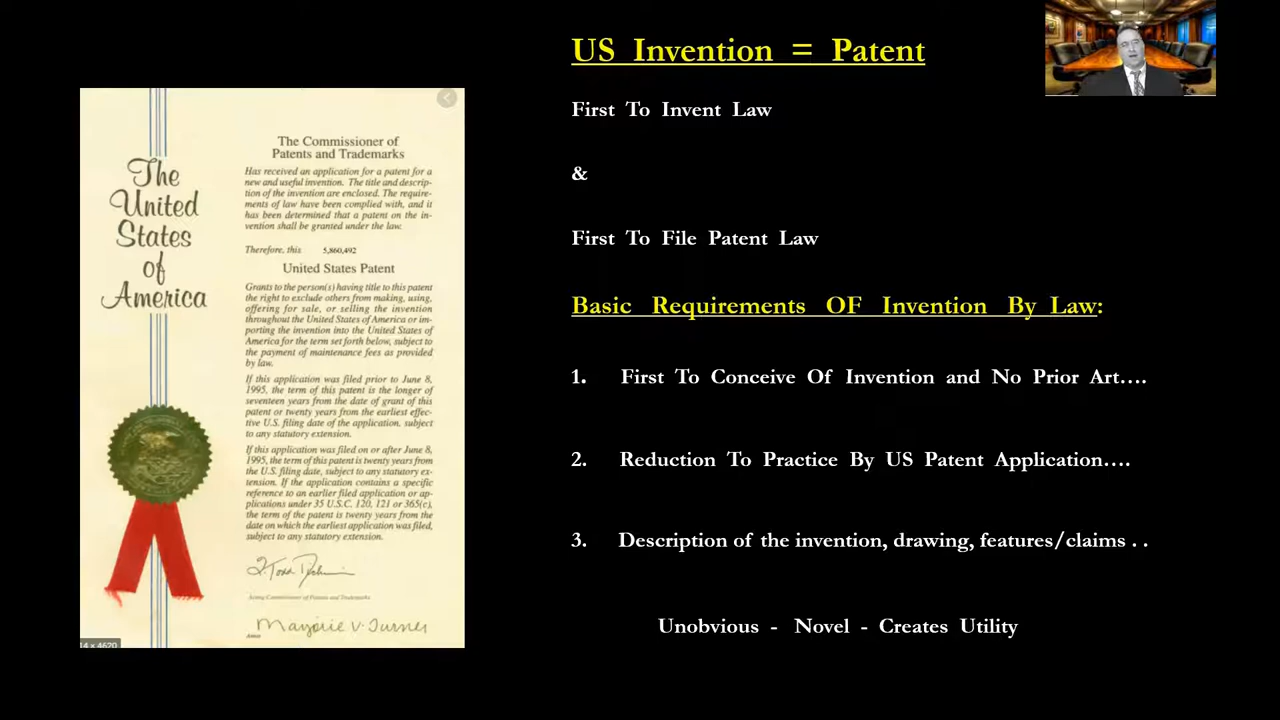 The
United
States
of
America
The Commissioner of
Patents and Trademarks
Has received an application for a patent for a
new and useful invention. The title and descrip-
tion of the invention are enclosed. The require-
ments of law have been complied with, and it
has been determined that a patent on the in-
vention shall be granted under the law.
Therefore, this 5,860,492
United States Patent
Grants to the person(s) having title to this patent
the right to exclude others from making, using,
offering for sale, or selling the invention
throughout the United States of America or im-
porting the invention into the United States of
America for the term set forth below, subject to
the payment of maintenance fees as provided
by law.
If this application was filed prior to June 8,
1995, the term of this patent is the longer of
seventeen years from the date of grant of this
patent or twenty years from the earliest effec-
tive U.S. filing date of the application, subject
to any statutory extension.
If this application was filed on or after June 8,
1995, the term of this patent is twenty years from
the U.S. filing date, subject to any statutory ex-
tension. If the application contains a specific
reference to an earlier filed application or ap-
plications under 35 U.S.C. 120, 121 or 365(c),
the term of the patent is twenty years from the
date on which the earliest application was filed,
subject to any statutory extension.
Acting Commissioner of Patents and Trademarks
Marjorie V. Turner
Attest
4 × 4620
US Invention = Patent
First To Invent Law
&
First To File Patent Law
Basic Requirements OF Invention By Law:
1. First To Conceive Of Invention and No Prior Art....
2. Reduction To Practice By US Patent Application....
3. Description of the invention, drawing, features/claims . .
Unobvious - Novel - Creates Utility